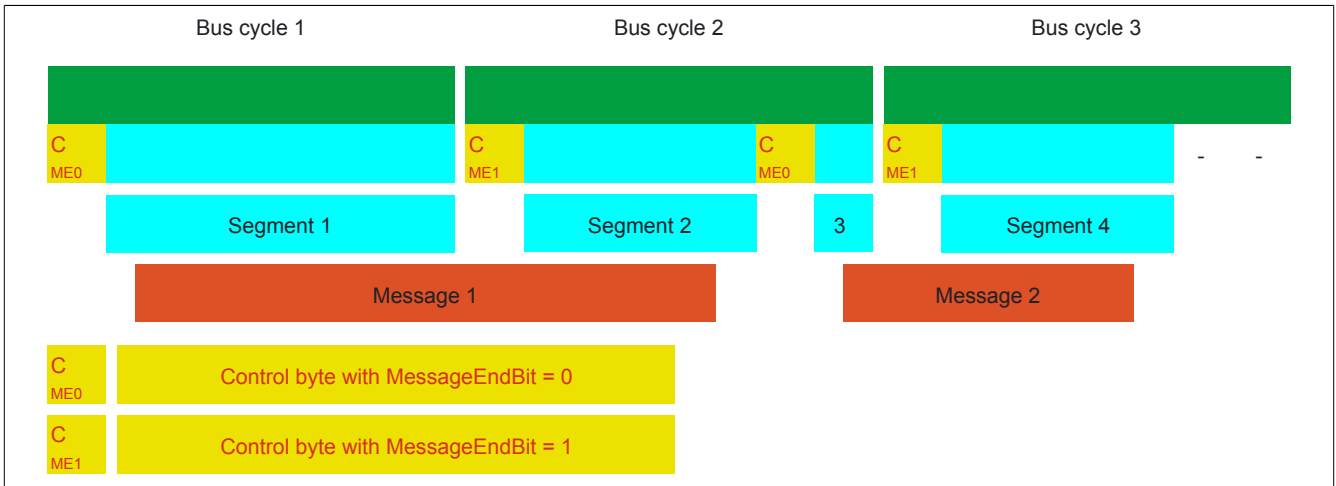 Bus cycle 1 Bus cycle 2 Bus cycle 3
C C C C
ME0 ME1 ME0 ME1 - -
Segment 1 Segment 2 3 Segment 4
Message 1 Message 2
C
ME0 Control byte with MessageEndBit = 0
C
ME1 Control byte with MessageEndBit = 1